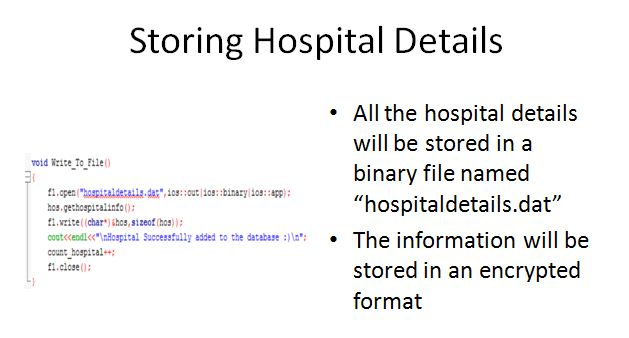 Storing Hospital Details
void Write_To_File()
{
f1.open("hospitaldetails.dat",ios::out|ios::binary|ios::app);
hos.gethospitalinfo();
f1.write((char*)&hos,sizeof(hos));
cout<<endl<<"\nHospital Successfully added to the database :)\n";
count_hospital++;
f1.close();
}
• All the hospital details
will be stored in a
binary file named
“hospitaldetails.dat”
• The information will be
stored in an encrypted
format